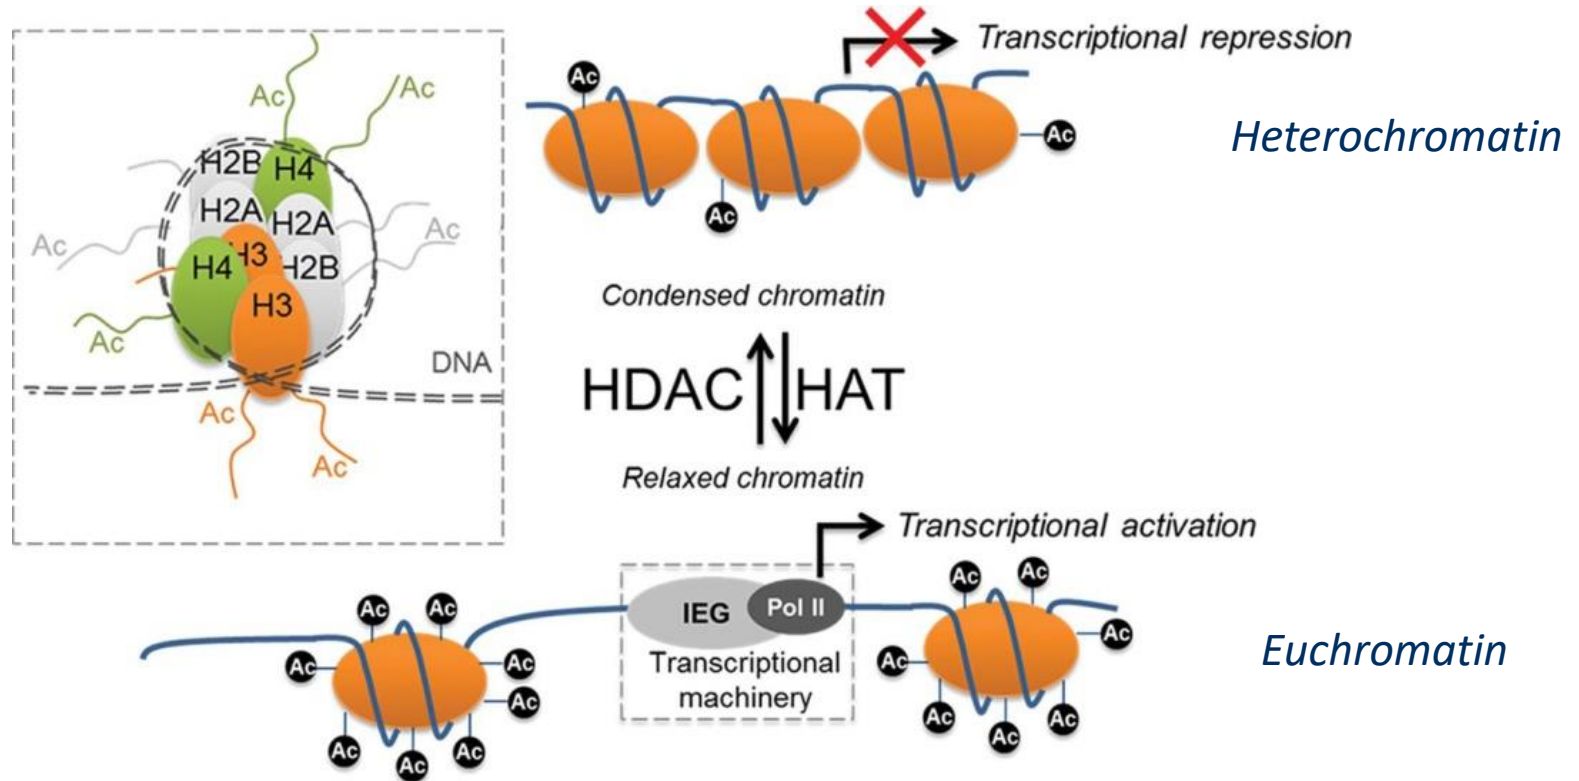 Ac
Ac
H2B
H4
H2A
H2A
Ac
Ac
H3
H4
H2B
H3
Ac
DNA
Ac
Ac
Transcriptional repression
Ac
Ac
Ac
Heterochromatin
Condensed chromatin
HDAC
HAT
Relaxed chromatin
Transcriptional activation
Ac
Ac
Ac
Ac
Ac
Ac
Ac
Ac
IEG
Pol II
Transcriptional
machinery
Ac
Ac
Ac
Ac
Ac
Ac
Ac
Euchromatin